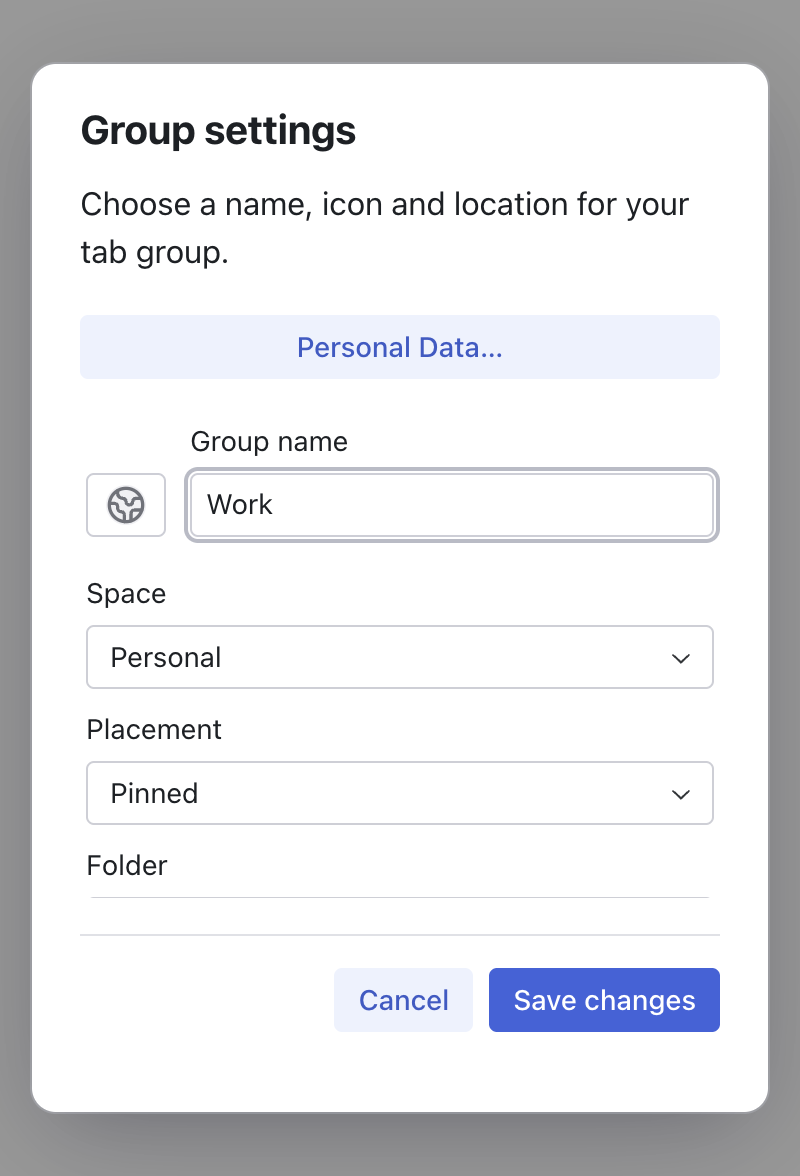 Group settings
Choose a name, icon and location for your
tab group.
Personal Data...
Group name
Work
Space
Personal
Placement
Pinned
Folder
Cancel
Save changes